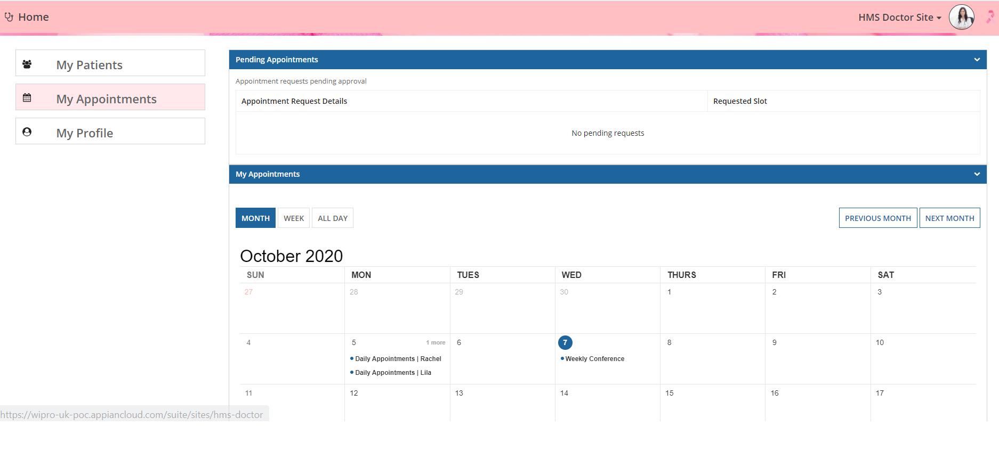 Home
HMS Doctor Site
My Patients
My Appointments
My Profile
Pending Appointments
Appointment requests pending approval
Appointment Request Details Requested Slot
No pending requests
My Appointments
MONTH WEEK ALL DAY PREVIOUS MONTH NEXT MONTH
October 2020
SUN MON TUES WED THURS FRI SAT
27 28 29 30 1 2 3
4 5 1 more 6 7 8 9 10
Daily Appointments | Rachel Weekly Conference
Daily Appointments | Lila
11 12 13 14 15 16 17
https://wipro-uk-poc.appiancloud.com/suite/sites/hms-doctor